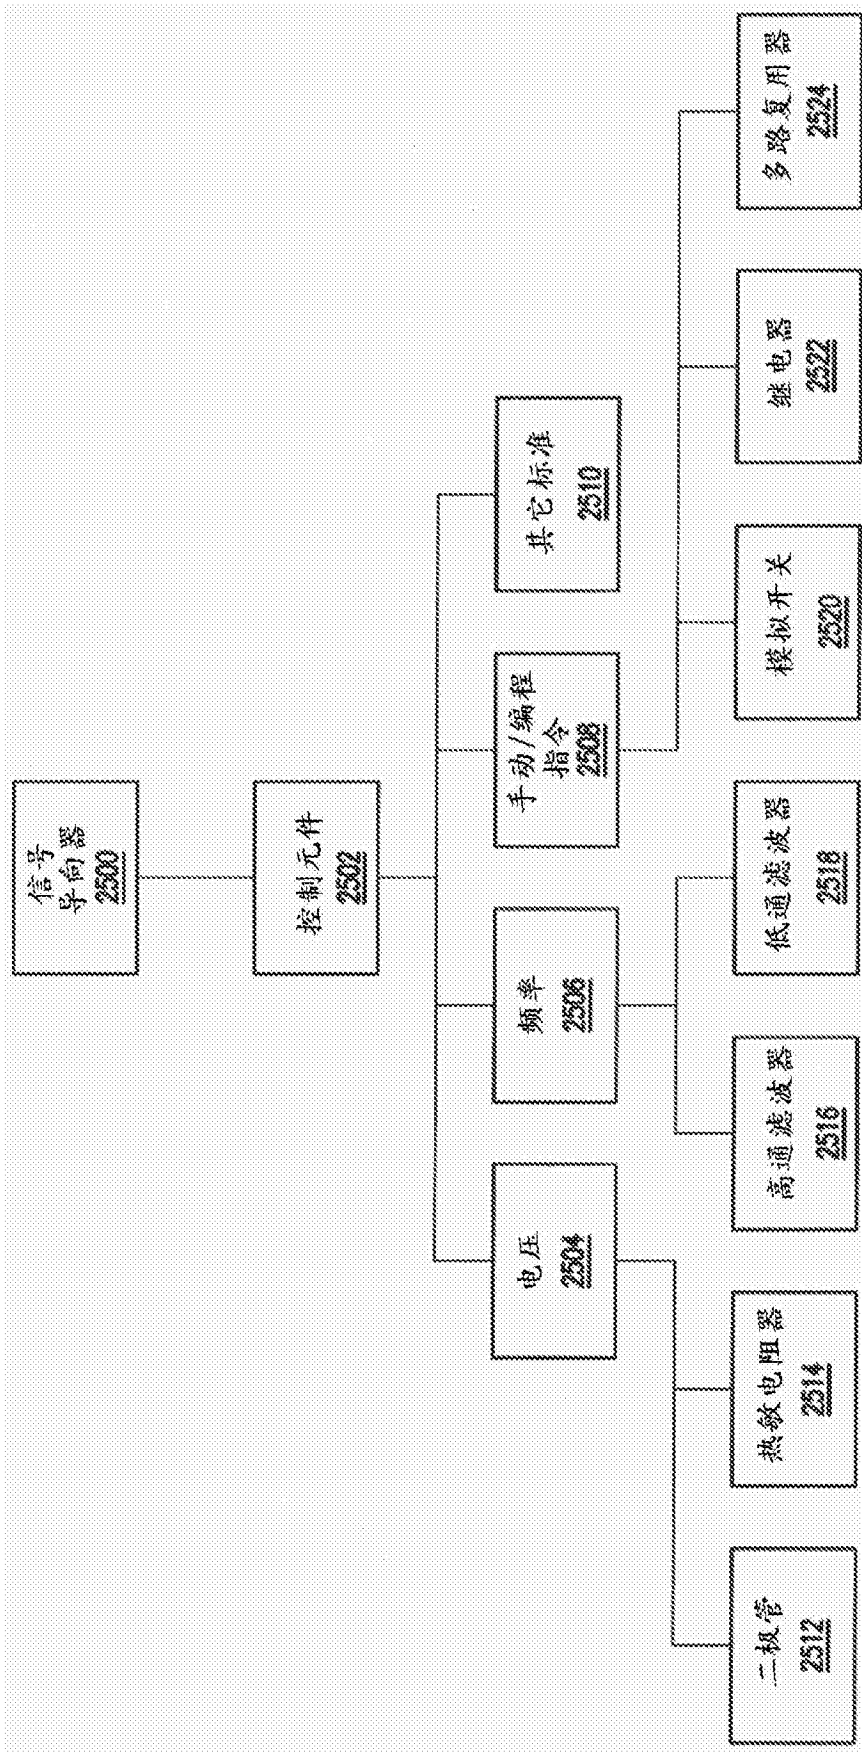 信号
导向器
2500
控制元件
2502
电压
2504
频率
2506
手动/编程
指令
2508
其它标准
2510
二极管
2512
热敏电阻器
2514
高通滤波器
2516
低通滤波器
2518
模拟开关
2520
继电器
2522
多路复用器
2524